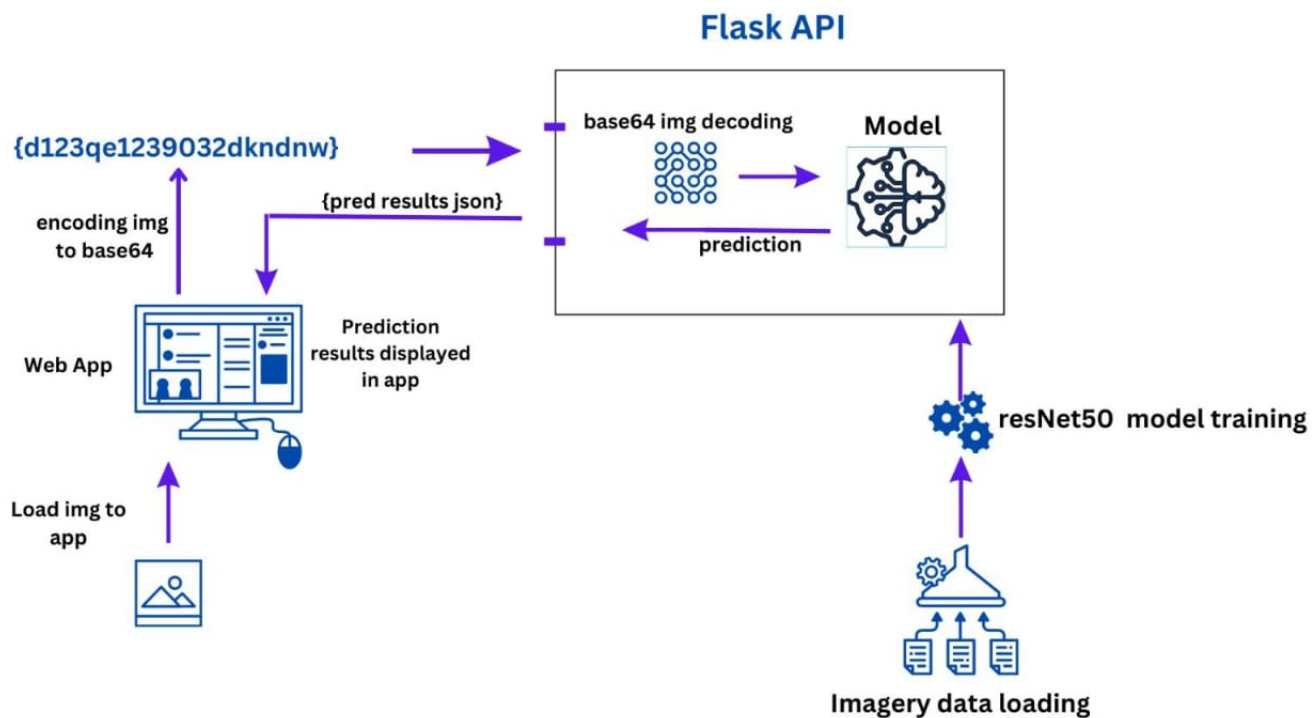 Flask API
{d123qe1239032dkndnw}
base64 img decoding
Model
{pred results json}
encoding img
to base64
prediction
Web App
Prediction
results displayed
in app
resNet50 model training
Load img to
app
Imagery data loading